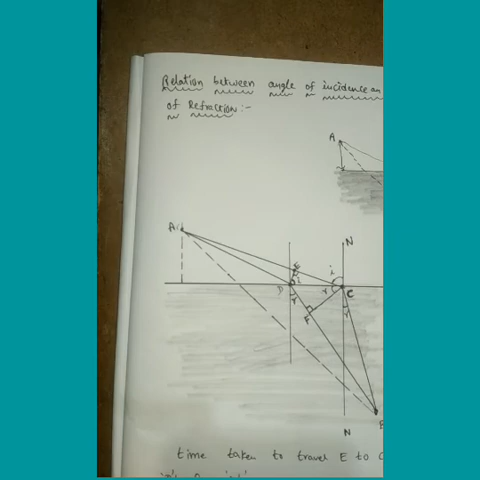 Relation between angle of incidence an
of Refraction:-
A
A
N
E
i
i
D
r
r
C
F
r
B
N
time taken to travel E to C